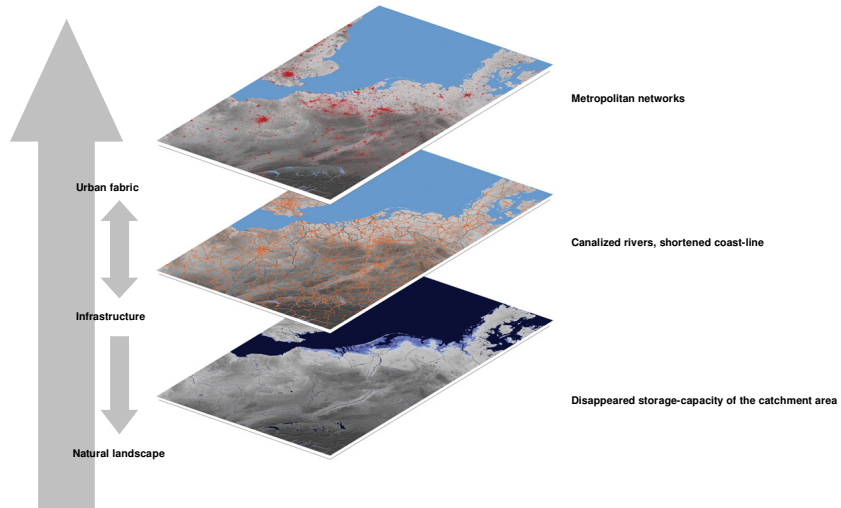 Metropolitan networks
Urban fabric
Canalized rivers, shortened coast-line
Infrastructure
Disappeared storage-capacity of the catchment area
Natural landscape